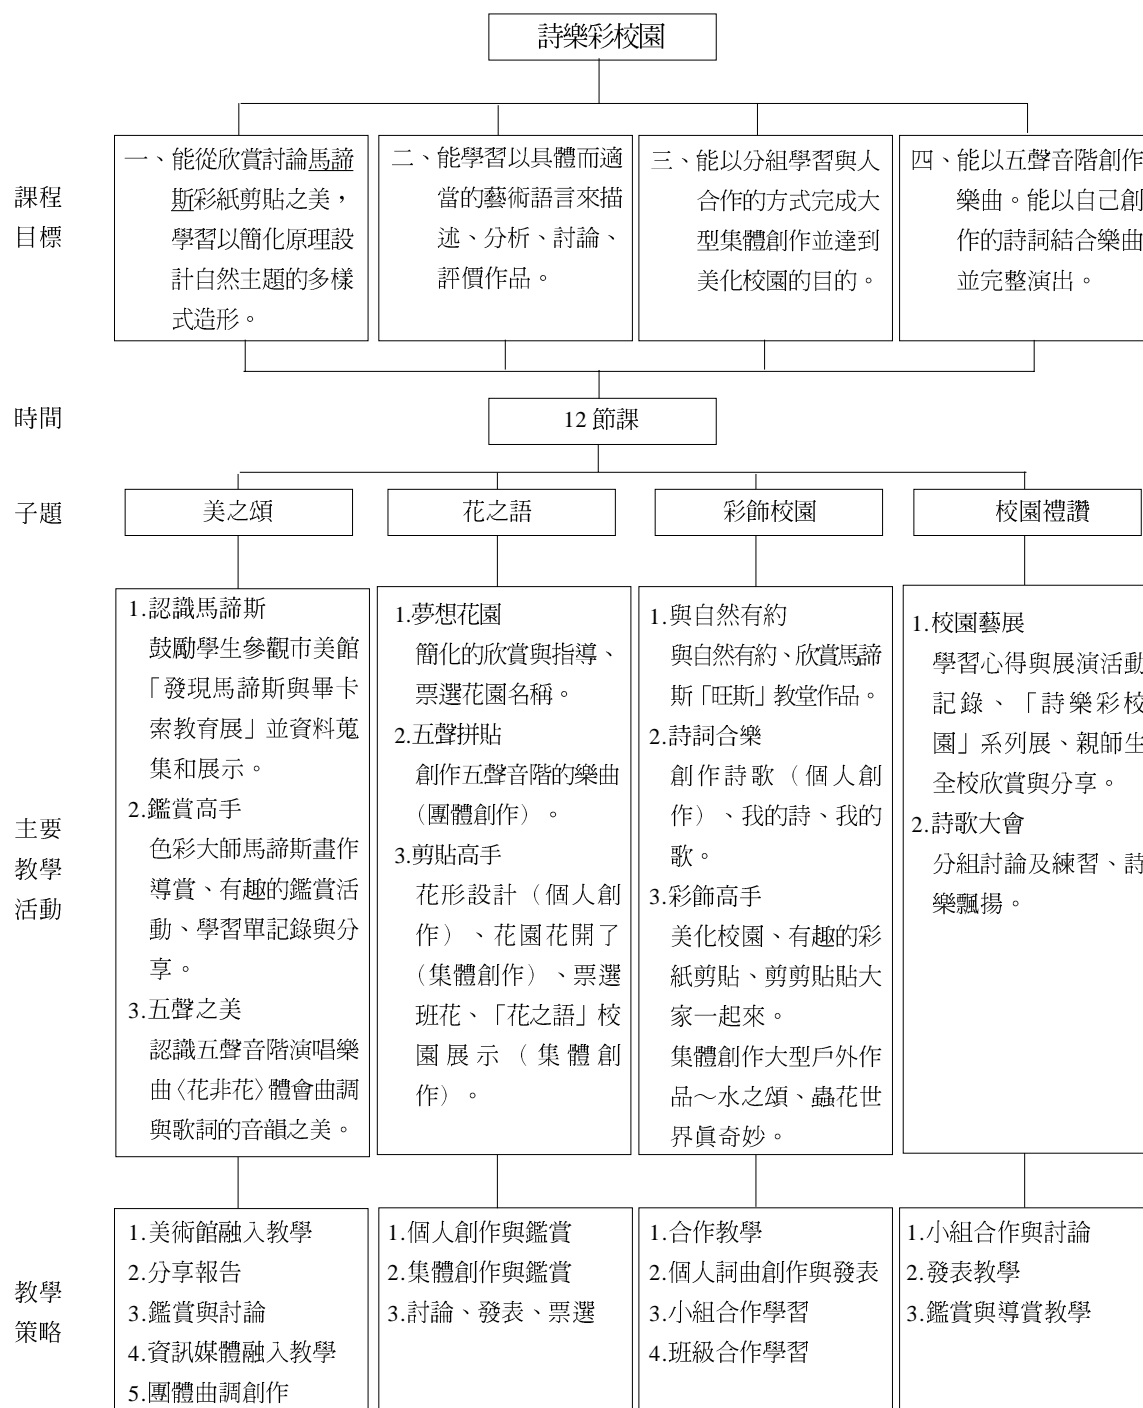 詩樂彩校園
課程
目標
一、能從欣賞討論馬諦
斯彩紙剪貼之美，
學習以簡化原理設
計自然主題的多樣
式造形。
二、能學習以具體而適
當的藝術語言來描
述、分析、討論、
評價作品。
三、能以分組學習與人
合作的方式完成大
型集體創作並達到
美化校園的目的。
四、能以五聲音階創作
樂曲。能以自己創
作的詩詞結合樂曲
並完整演出。
時間
12 節課
子題
美之頌
花之語
彩飾校園
校園禮讚
主要
教學
活動
1.認識馬諦斯
鼓勵學生參觀市美館
「發現馬諦斯與畢卡
索教育展」並資料蒐
集和展示。
2.鑑賞高手
色彩大師馬諦斯畫作
導賞、有趣的鑑賞活
動、學習單記錄與分
享。
3.五聲之美
認識五聲音階演唱樂
曲〈花非花〉體會曲調
與歌詞的音韻之美。
1.夢想花園
簡化的欣賞與指導、
票選花園名稱。
2.五聲拼貼
創作五聲音階的樂曲
（團體創作）。
3.剪貼高手
花形設計（個人創
作）、花園花開了
（集體創作）、票選
班花、「花之語」校
園展示（集體創
作）。
1.與自然有約
與自然有約、欣賞馬諦
斯「旺斯」教堂作品。
2.詩詞合樂
創作詩歌（個人創
作）、我的詩、我的
歌。
3.彩飾高手
美化校園、有趣的彩
紙剪貼、剪剪貼貼大
家一起來。
集體創作大型戶外作
品～水之頌、蟲花世
界眞奇妙。
1.校園藝展
學習心得與展演活動
記錄、「詩樂彩校
園」系列展、親師生
全校欣賞與分享。
2.詩歌大會
分組討論及練習、詩
樂飄揚。
教學
策略
1.美術館融入教學
2.分享報告
3.鑑賞與討論
4.資訊媒體融入教學
5.團體曲調創作
1.個人創作與鑑賞
2.集體創作與鑑賞
3.討論、發表、票選
1.合作教學
2.個人詞曲創作與發表
3.小組合作學習
4.班級合作學習
1.小組合作與討論
2.發表教學
3.鑑賞與導賞教學